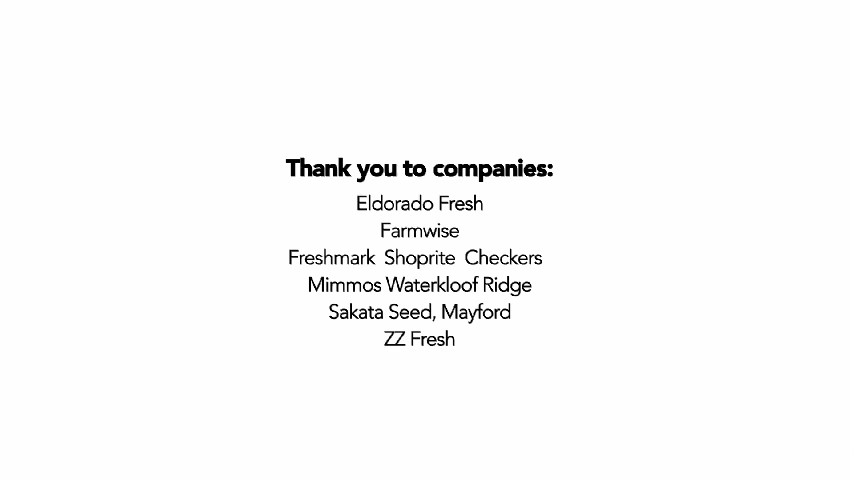 Thank you to companies:
Eldorado Fresh
Farmwise
Freshmark Shoprite Checkers
Mimmos Waterkloof Ridge
Sakata Seed, Mayford
ZZ Fresh